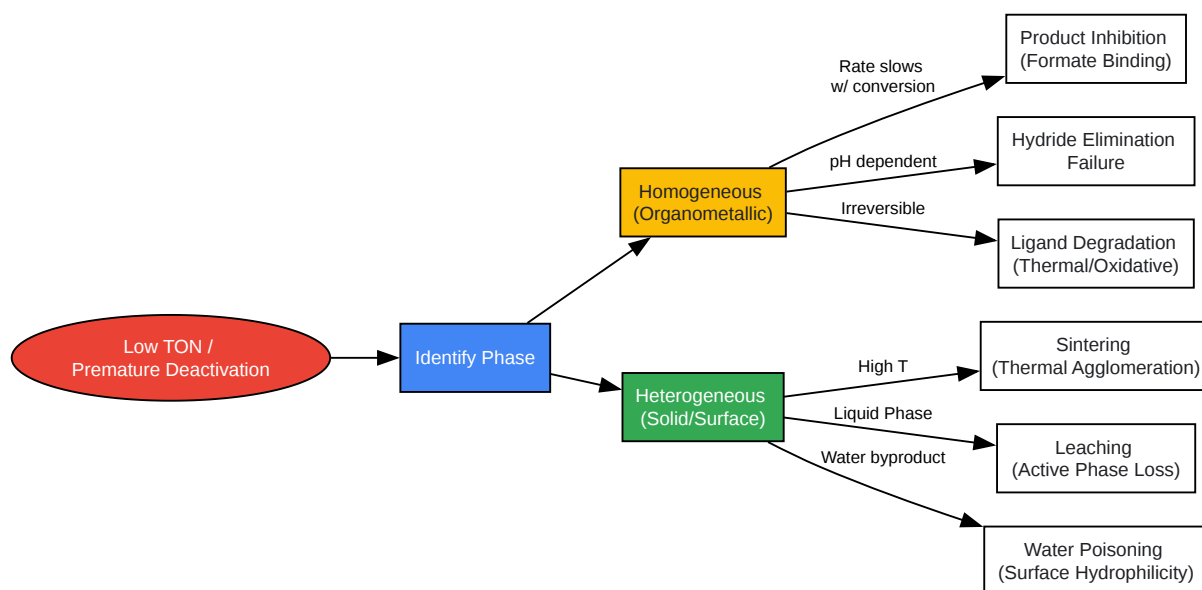 Low TON /
Premature Deactivation
Identify Phase
Homogeneous
(Organometallic)
Heterogeneous
(Solid/Surface)
Rate slows
w/ conversion
pH dependent
Irreversible
High T
Liquid Phase
Water byproduct
Product Inhibition
(Formate Binding)
Hydride Elimination
Failure
Ligand Degradation
(Thermal/Oxidative)
Sintering
(Thermal Agglomeration)
Leaching
(Active Phase Loss)
Water Poisoning
(Surface Hydrophilicity)